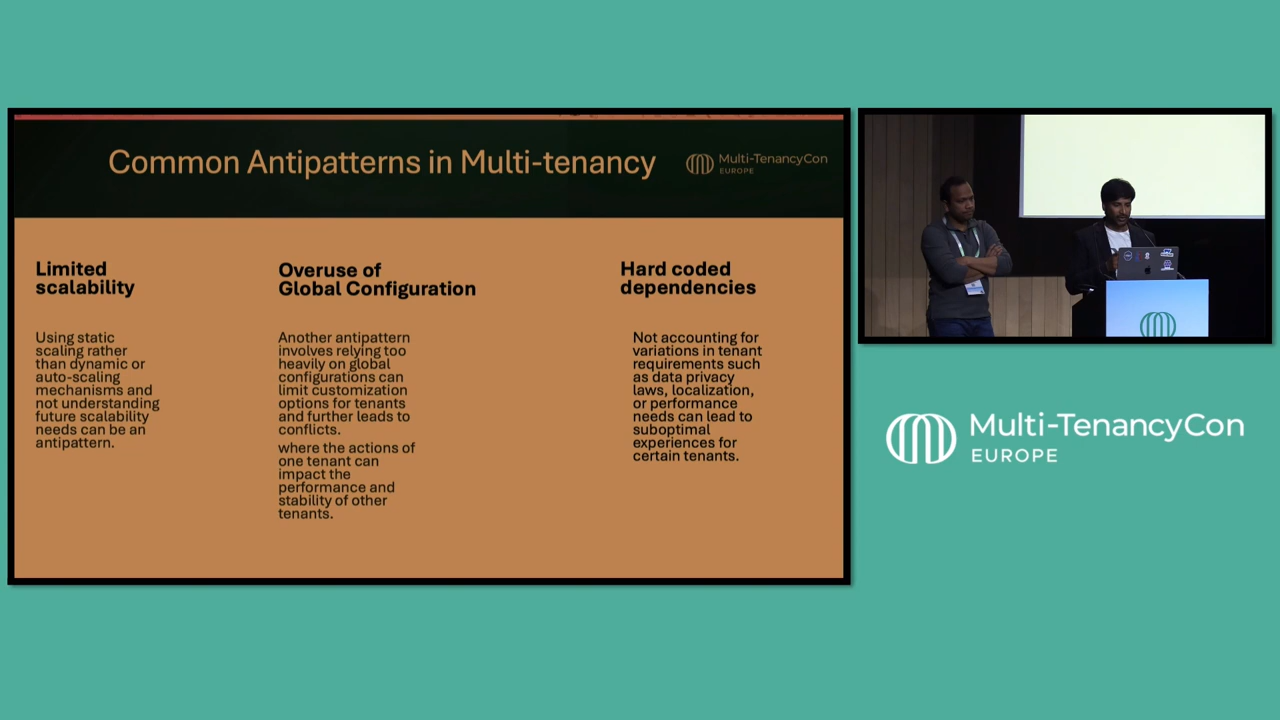 Common Antipatterns in Multi-tenancy
Multi-TenancyCon
EUROPE
Limited
scalability
Using static
scaling rather
than dynamic or
auto-scaling
mechanisms and
not understanding
future scalability
needs can be an
antipattern.
Overuse of
Global Configuration
Another antipattern
involves relying too
heavily on global
configurations can
limit customization
options for tenants
and further leads to
conflicts.
where the actions of
one tenant can
impact the
performance and
stability of other
tenants.
Hard coded
dependencies
Not accounting for
variations in tenant
requirements such
as data privacy
laws, localization,
or performance
needs can lead to
suboptimal
experiences for
certain tenants.
Multi-TenancyCon
EUROPE